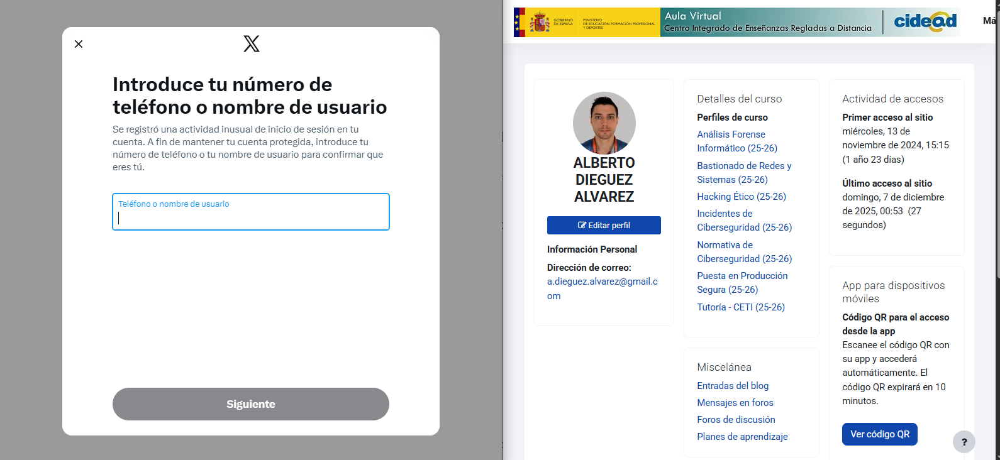 Introduce tu número de
teléfono o nombre de usuario
Se registró una actividad inusual de inicio de sesión en tu
cuenta. A fin de mantener tu cuenta protegida, introduce tu
número de teléfono o tu nombre de usuario para confirmar que
eres tú.
Teléfono o nombre de usuario
Siguiente
GOBIERNO
DE ESPAÑA
MINISTERIO
DE EDUCACIÓN, FORMACIÓN PROFESIONAL
Y DEPORTES
Aula Virtual
Centro Integrado de Enseñanzas Regladas a Distancia
cidead
Má
ALBERTO
DIEGUEZ
ALVAREZ
Editar perfil
Información Personal
Dirección de correo:
a.dieguez.alvarez@gmail.c
om
Detalles del curso
Perfiles de curso
Análisis Forense
Informático (25-26)
Bastionado de Redes y
Sistemas (25-26)
Hacking Ético (25-26)
Incidentes de
Ciberseguridad (25-26)
Normativa de
Ciberseguridad (25-26)
Puesta en Producción
Segura (25-26)
Tutoría - CETI (25-26)
Miscelánea
Entradas del blog
Mensajes en foros
Foros de discusión
Planes de aprendizaje
Actividad de accesos
Primer acceso al sitio
miércoles, 13 de
noviembre de 2024, 15:15
(1 año 23 días)
Último acceso al sitio
domingo, 7 de diciembre
de 2025, 00:53 (27
segundos)
App para dispositivos
móviles
Código QR para el acceso
desde la app
Escanee el código QR con
su app y accederá
automáticamente. El
código QR expirará en 10
minutos.
Ver código QR
?